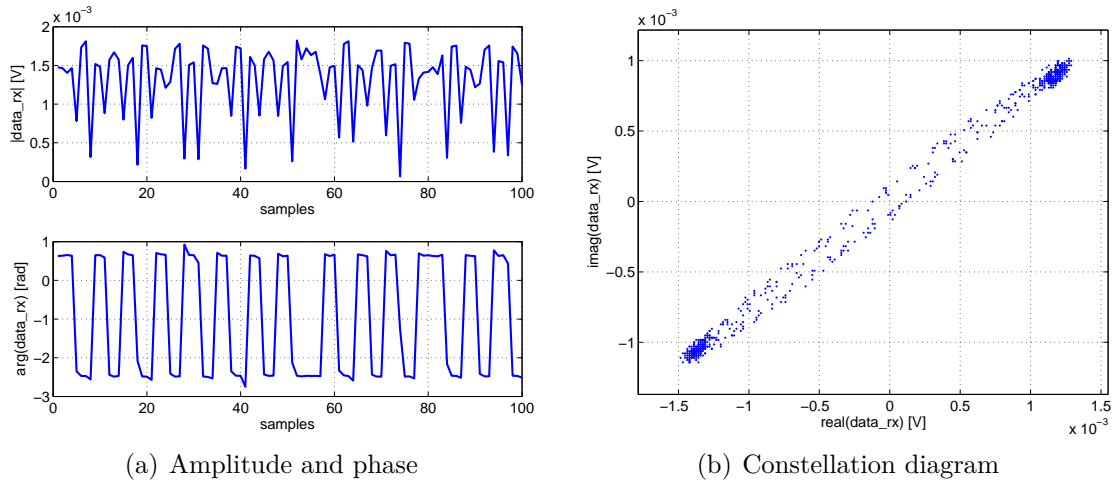 x 10⁻³
2
1.5
1
0.5
0
|data_rx| [V]
0 20 40 60 80 100
samples
1
0
−1
−2
−3
arg(data_rx) [rad]
0 20 40 60 80 100
samples
(a) Amplitude and phase
x 10⁻³
1
0.5
0
−0.5
−1
imag(data_rx) [V]
−1.5 −1 −0.5 0 0.5 1 1.5
real(data_rx) [V]
x 10⁻³
(b) Constellation diagram